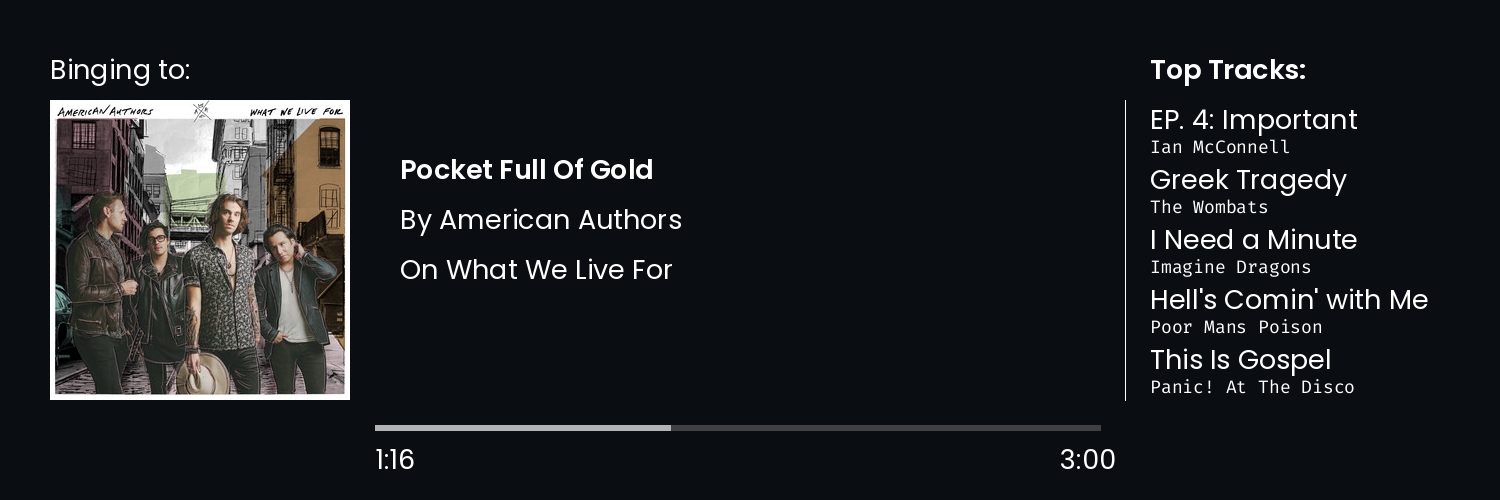 Binging to:
AMERICAN AUTHORS
WHAT WE LIVE FOR
Pocket Full Of Gold
By American Authors
On What We Live For
1:16
3:00
Top Tracks:
EP. 4: Important
Ian McConnell
Greek Tragedy
The Wombats
I Need a Minute
Imagine Dragons
Hell's Comin' with Me
Poor Mans Poison
This Is Gospel
Panic! At The Disco